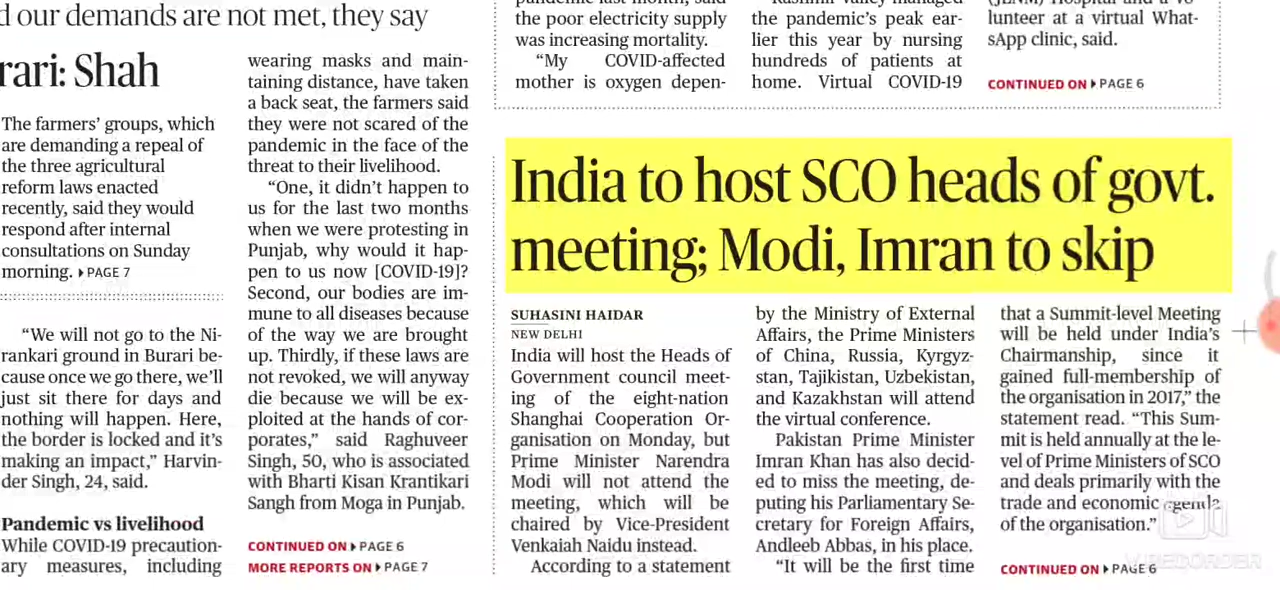 d our demands are not met, they say
rari: Shah
The farmers' groups, which
are demanding a repeal of
the three agricultural
reform laws enacted
recently, said they would
respond after internal
consultations on Sunday
morning. PAGE 7
"We will not go to the Ni-
rankari ground in Burari be-
cause once we go there, we'll
just sit there for days and
nothing will happen. Here,
the border is locked and it's
making an impact," Harvin-
der Singh, 24, said.
Pandemic vs livelihood
While COVID-19 precaution-
ary measures, including
wearing masks and main-
taining distance, have taken
a back seat, the farmers said
they were not scared of the
pandemic in the face of the
threat to their livelihood.
"One, it didn't happen to
us for the last two months
when we were protesting in
Punjab, why would it hap-
pen to us now [COVID-19]?
Second, our bodies are im-
mune to all diseases because
of the way we are brought
up. Thirdly, if these laws are
not revoked, we will anyway
die because we will be ex-
ploited at the hands of cor-
porates," said Raghuveer
Singh, 50, who is associated
with Bharti Kisan Krantikari
Sangh from Moga in Punjab.
CONTINUED ON PAGE 6
MORE REPORTS ON PAGE 7
the poor electricity supply
was increasing mortality.
"My COVID-affected
mother is oxygen depen-
the pandemic's peak ear-
lier this year by nursing
hundreds of patients at
home. Virtual COVID-19
lunteer at a virtual What-
sApp clinic, said.
CONTINUED ON PAGE 6
India to host SCO heads of govt.
meeting; Modi, Imran to skip
SUHASINI HAIDAR
NEW DELHI
India will host the Heads of
Government council meet-
ing of the eight-nation
Shanghai Cooperation Or-
ganisation on Monday, but
Prime Minister Narendra
Modi will not attend the
meeting, which will be
chaired by Vice-President
Venkaiah Naidu instead.
According to a statement
by the Ministry of External
Affairs, the Prime Ministers
of China, Russia, Kyrgyz-
stan, Tajikistan, Uzbekistan,
and Kazakhstan will attend
the virtual conference.
Pakistan Prime Minister
Imran Khan has also decid-
ed to miss the meeting, de-
puting his Parliamentary Se-
cretary for Foreign Affairs,
Andleeb Abbas, in his place.
"It will be the first time
that a Summit-level Meeting
will be held under India's
Chairmanship, since it
gained full-membership of
the organisation in 2017," the
statement read. "This Sum-
mit is held annually at the le-
vel of Prime Ministers of SCO
and deals primarily with the
trade and economic agenda
of the organisation."
CONTINUED ON PAGE 6